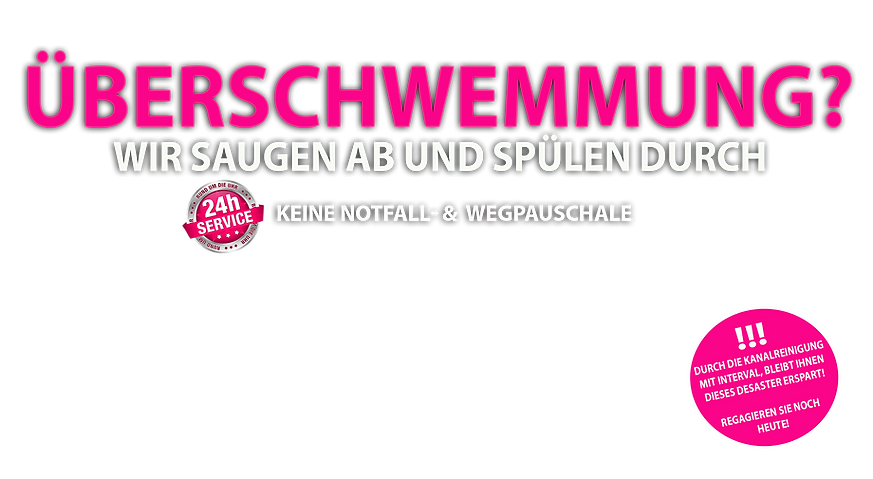 ÜBERSCHWEMMUNG?
WIR SAUGEN AB UND SPÜLEN DURCH
RUND UM DIE UHR
24h
SERVICE
RUND UM DIE UHR
KEINE NOTFALL- & WEGPAUSCHALE
!!!
DURCH DIE KANALREINIGUNG
MIT INTERVAL, BLEIBT IHNEN
DIESES DESASTER ERSPART!
REGAGIEREN SIE NOCH
HEUTE!